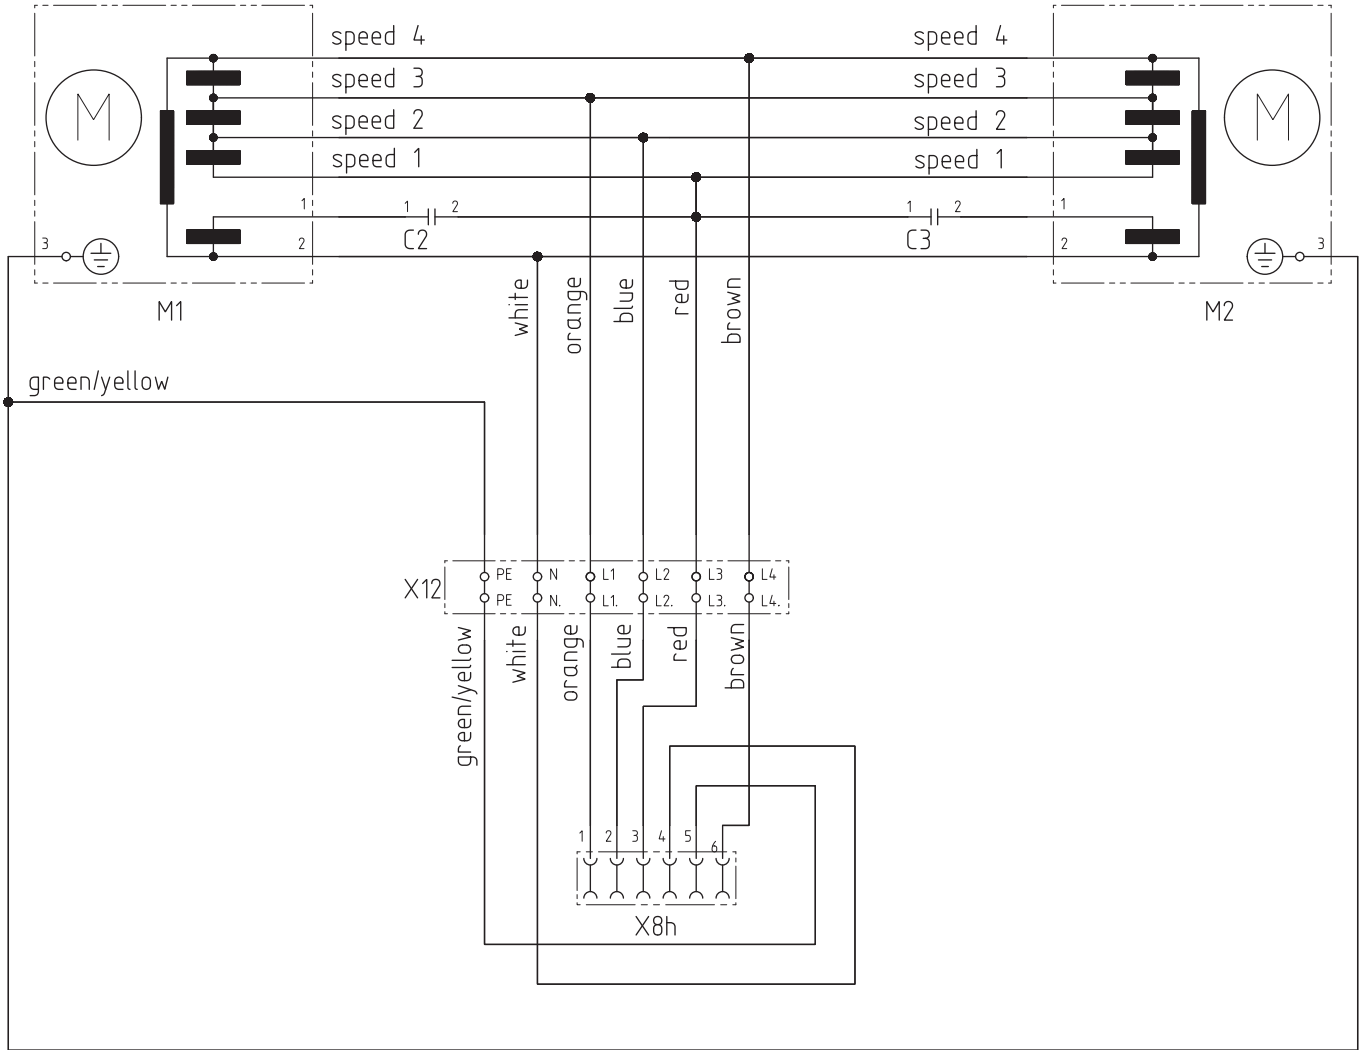 speed 4
speed 4
speed 3
speed 3
M
M
speed 2
speed 2
speed 1
speed 1
1
1
2
1
2
1
3
2
C2
C3
2
3
M1
M2
white
orange
blue
red
brown
green/yellow
X12
PE
N
L1
L2
L3
L4
PE
N.
L1.
L2.
L3.
L4.
green/yellow
white
orange
blue
red
brown
1
2
3
4
5
6
X8h